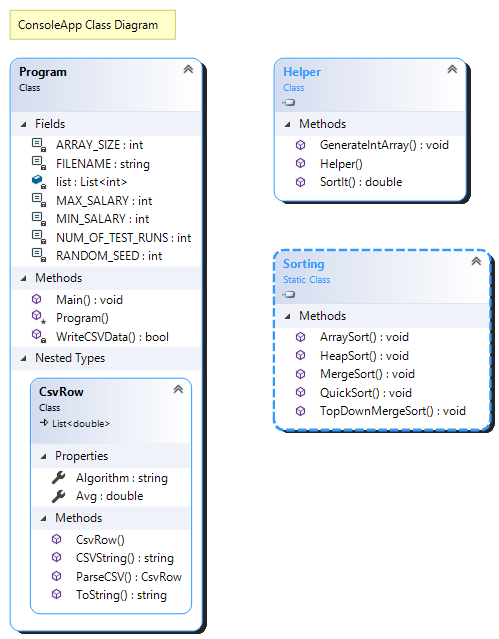 ConsoleApp Class Diagram
Program
Class
Fields
ARRAY_SIZE : int
FILENAME : string
list : List<int>
MAX_SALARY : int
MIN_SALARY : int
NUM_OF_TEST_RUNS : int
RANDOM_SEED : int
Methods
Main() : void
Program()
WriteCSVData() : bool
Nested Types
CsvRow
Class
List<double>
Properties
Algorithm : string
Avg : double
Methods
CsvRow()
CSVString() : string
ParseCSV() : CsvRow
ToString() : string
Helper
Class
Methods
GenerateIntArray() : void
Helper()
SortIt() : double
Sorting
Static Class
Methods
ArraySort() : void
HeapSort() : void
MergeSort() : void
QuickSort() : void
TopDownMergeSort() : void